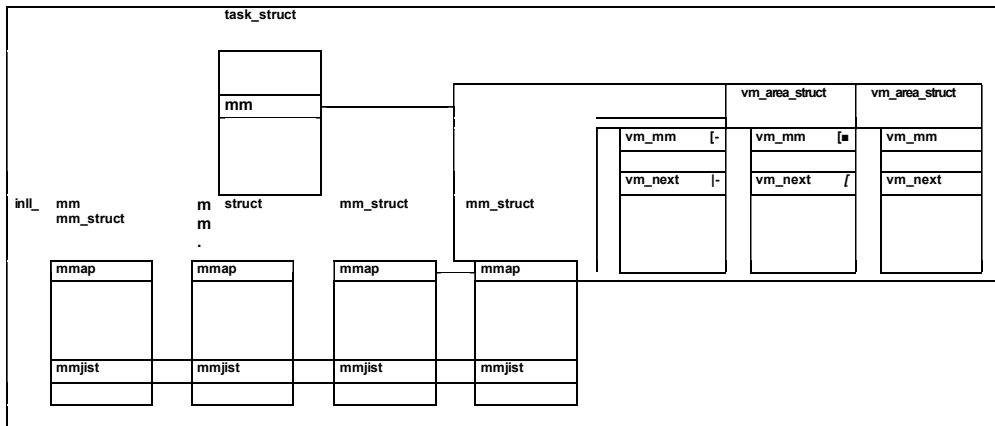 task_struct
mm
vm_area_struct vm_area_struct
vm_mm [- vm_mm [■ vm_mm
vm_next |- vm_next [ vm_next
inll_ mm m struct mm_struct mm_struct
mm_struct m
.
mmap mmap mmap mmap
mmjist mmjist mmjist mmjist